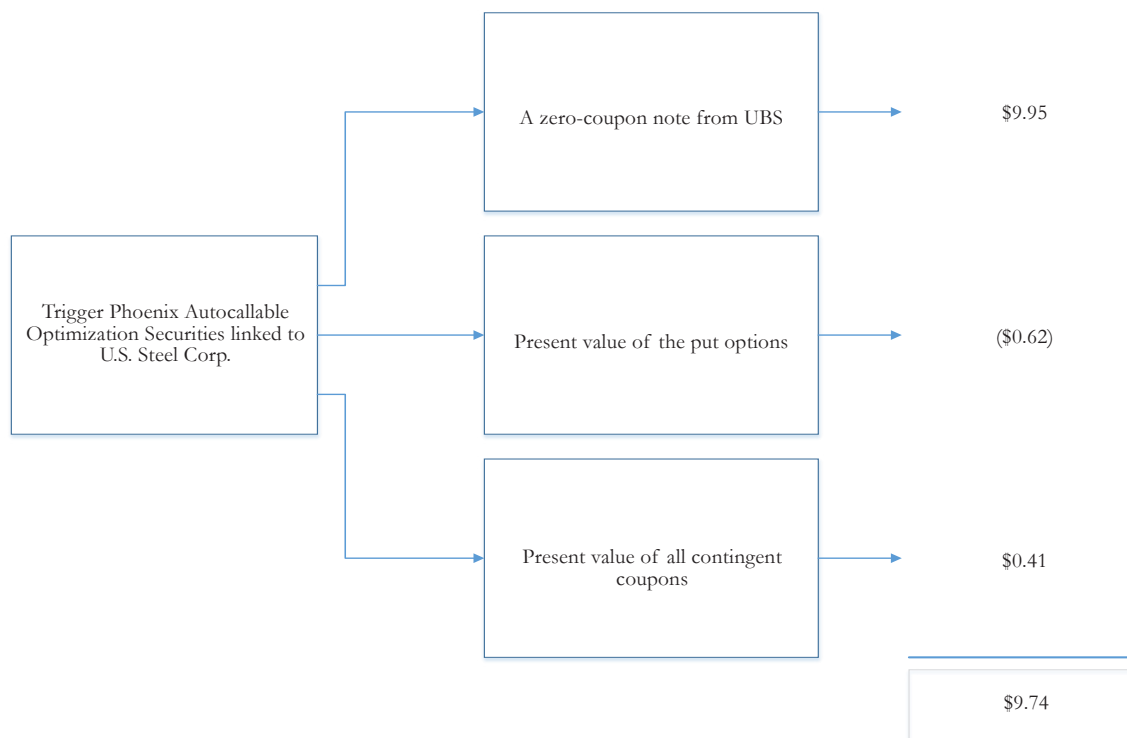 A zero-coupon note from UBS
$9.95
Trigger Phoenix Autocallable
Optimization Securities linked to
U.S. Steel Corp.
Present value of the put options
($0.62)
Present value of all contingent
coupons
$0.41
$9.74